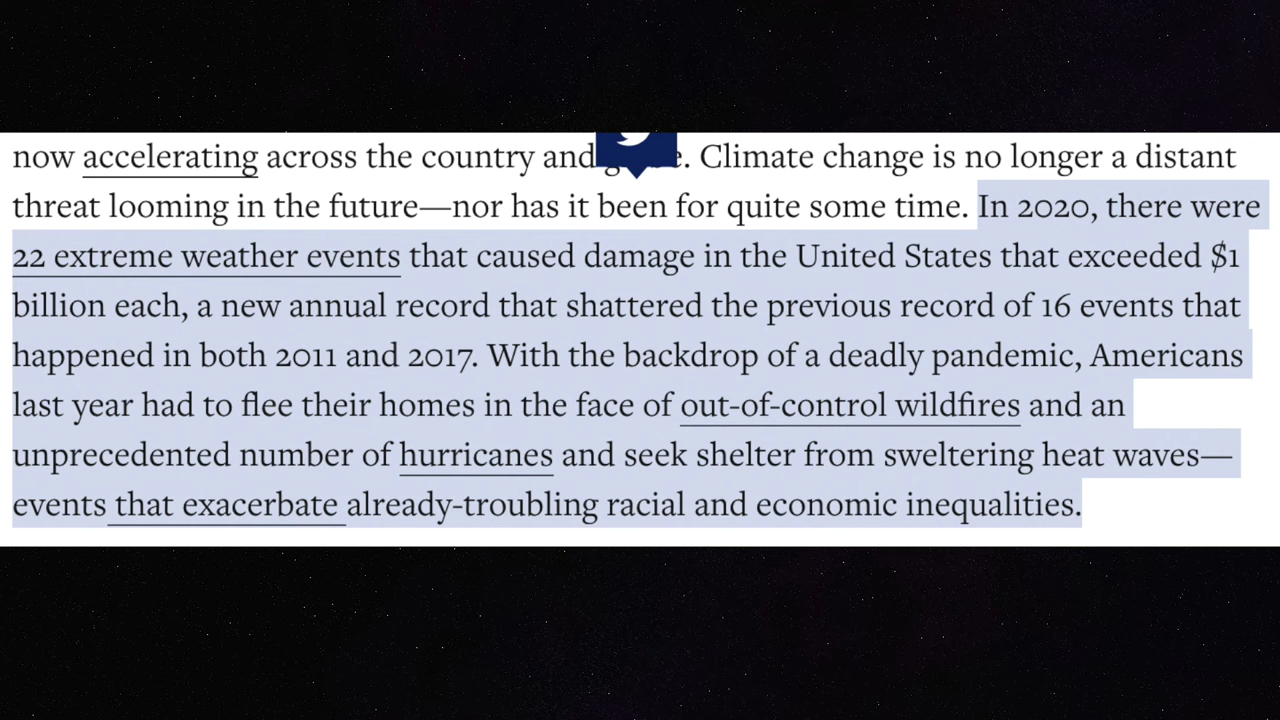 now accelerating across the country and
. Climate change is no longer a distant
threat looming in the future—nor has it been for quite some time. In 2020, there were
22 extreme weather events that caused damage in the United States that exceeded $1
billion each, a new annual record that shattered the previous record of 16 events that
happened in both 2011 and 2017. With the backdrop of a deadly pandemic, Americans
last year had to flee their homes in the face of out-of-control wildfires and an
unprecedented number of hurricanes and seek shelter from sweltering heat waves—
events that exacerbate already-troubling racial and economic inequalities.